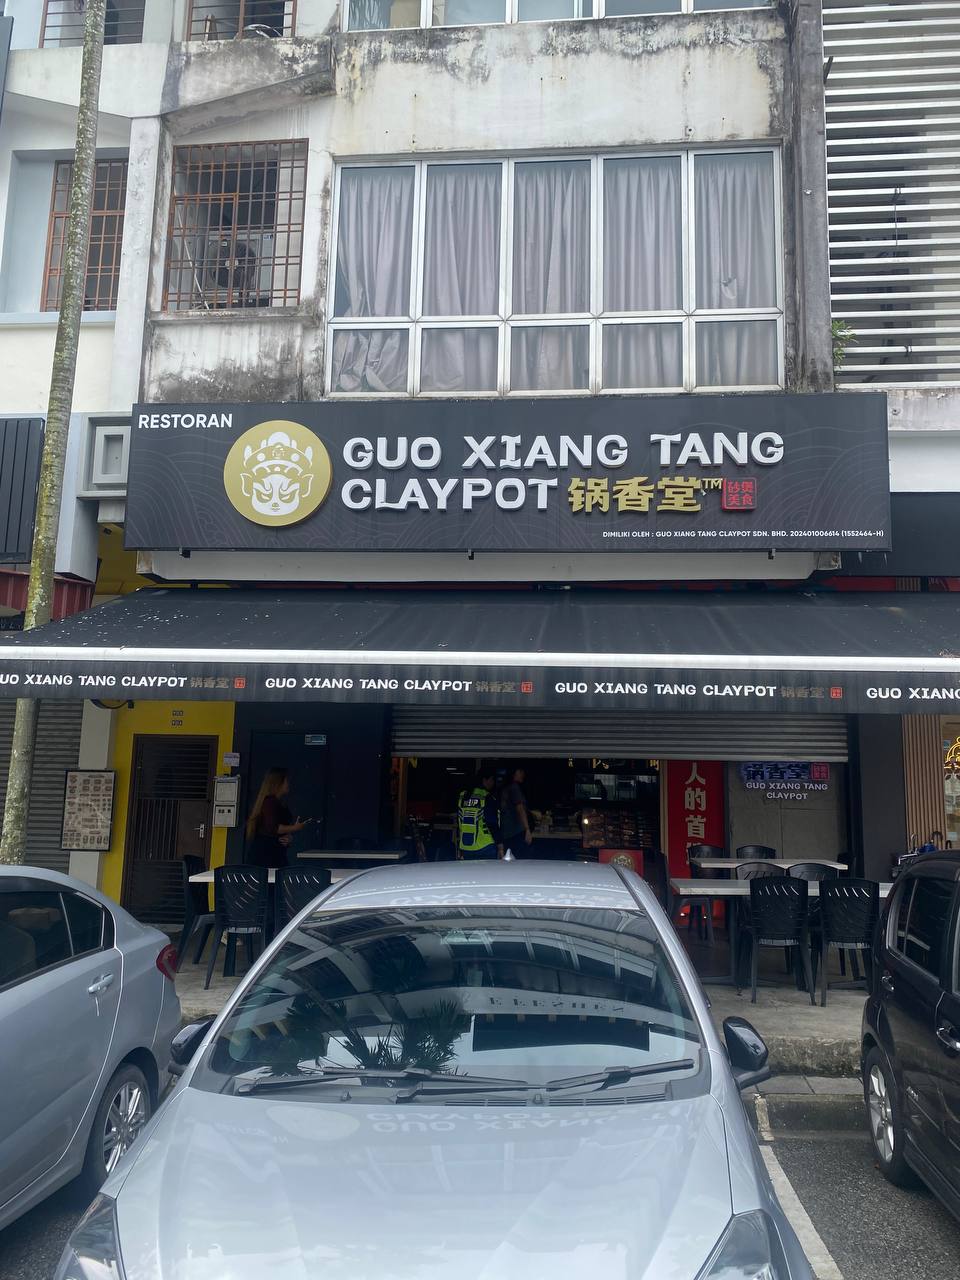 RESTORAN
GUO XIANG TANG
CLAYPOT 锅香堂™ 砂煲美食
DIMILIKI OLEH : GUO XIANG TANG CLAYPOT SDN. BHD. 202401006614 (1552464-H)
UO XIANG TANG CLAYPOT 锅香堂 GUO XIANG TANG CLAYPOT 锅香堂 GUO XIANG TANG CLAYPOT 锅香堂 GUO XIANG
锅香堂
GUO XIANG TANG
CLAYPOT
人的首